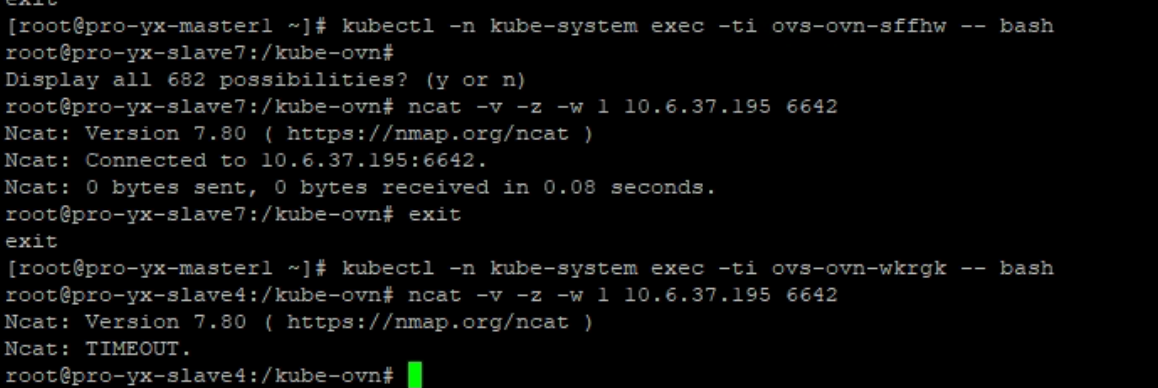 exit
[root@pro-yx-master1 ~]# kubectl -n kube-system exec -ti ovs-ovn-sffhw -- bash
root@pro-yx-slave7:/kube-ovn#
Display all 682 possibilities? (y or n)
root@pro-yx-slave7:/kube-ovn# ncat -v -z -w 1 10.6.37.195 6642
Ncat: Version 7.80 ( https://nmap.org/ncat )
Ncat: Connected to 10.6.37.195:6642.
Ncat: 0 bytes sent, 0 bytes received in 0.08 seconds.
root@pro-yx-slave7:/kube-ovn# exit
exit
[root@pro-yx-master1 ~]# kubectl -n kube-system exec -ti ovs-ovn-wkrgk -- bash
root@pro-yx-slave4:/kube-ovn# ncat -v -z -w 1 10.6.37.195 6642
Ncat: Version 7.80 ( https://nmap.org/ncat )
Ncat: TIMEOUT.
root@pro-yx-slave4:/kube-ovn#